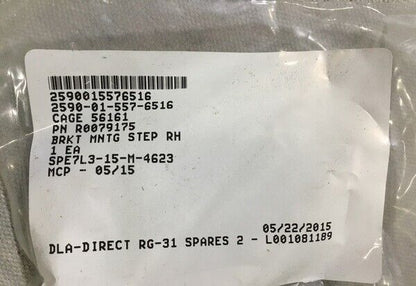 2590015576516
2590-01-557-6516
CAGE 56161
PN R0079175
BRKT MNTG STEP RH
1 EA
SPE7L3-15-M-4623
MCP - 05/15
05/22/2015
DLA-DIRECT RG-31 SPARES 2 - L001081189